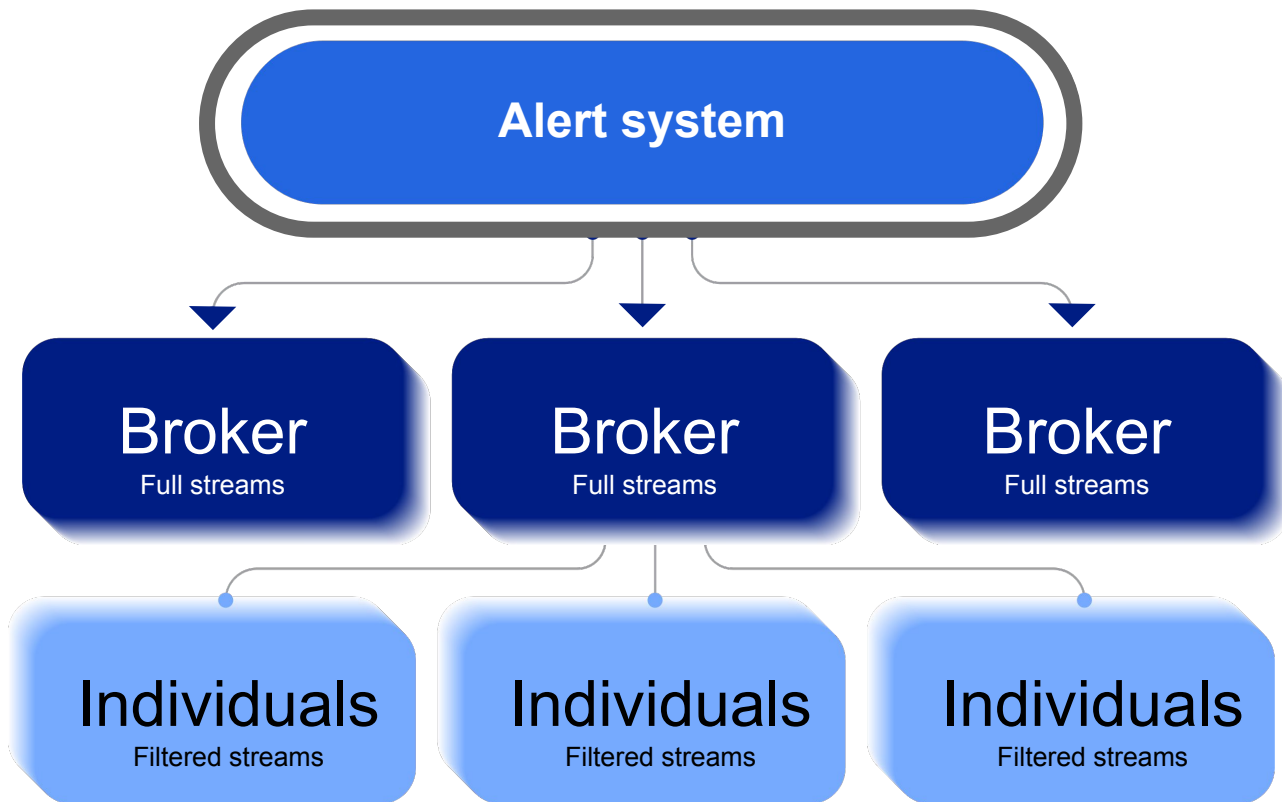 Alert system
Broker
Full streams
Broker
Full streams
Broker
Full streams
Individuals
Filtered streams
Individuals
Filtered streams
Individuals
Filtered streams